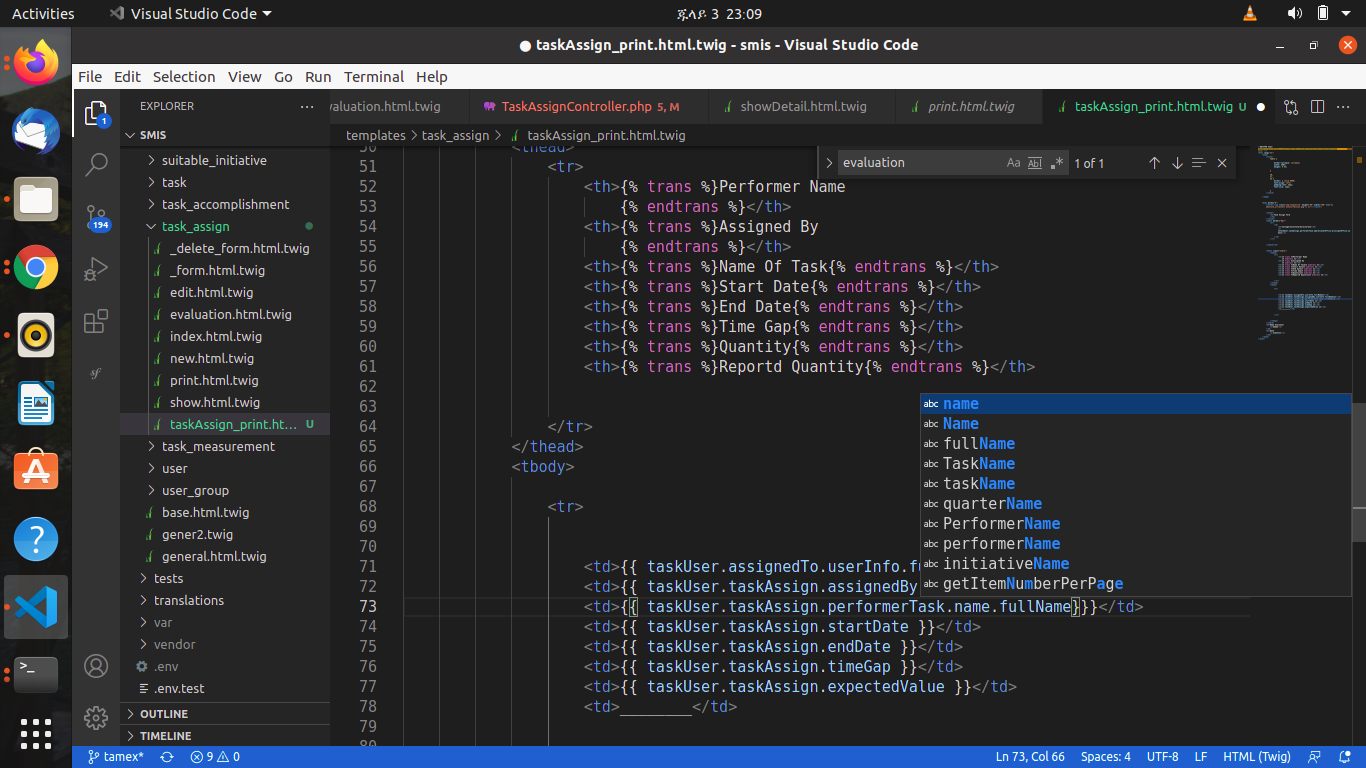 Activities
Visual Studio Code
ጁላይ 3 23:09
taskAssign_print.html.twig - smis - Visual Studio Code
File Edit Selection View Go Run Terminal Help
EXPLORER
valuation.html.twig
TaskAssignController.php 5, M
showDetail.html.twig
print.html.twig
taskAssign_print.html.twig U
SMIS
templates > task_assign > taskAssign_print.html.twig
evaluation
Aa Ab .*
1 of 1
1
194
suitable_initiative
task
task_accomplishment
task_assign
_delete_form.html.twig
_form.html.twig
edit.html.twig
evaluation.html.twig
index.html.twig
new.html.twig
print.html.twig
show.html.twig
taskAssign_print.ht... U
task_measurement
user
user_group
base.html.twig
gener2.twig
general.html.twig
tests
translations
var
vendor
.env
.env.test
OUTLINE
TIMELINE
50 <thead>
51 <tr>
52 <th>{% trans %}Performer Name
53 {% endtrans %}</th>
54 <th>{% trans %}Assigned By
55 {% endtrans %}</th>
56 <th>{% trans %}Name Of Task{% endtrans %}</th>
57 <th>{% trans %}Start Date{% endtrans %}</th>
58 <th>{% trans %}End Date{% endtrans %}</th>
59 <th>{% trans %}Time Gap{% endtrans %}</th>
60 <th>{% trans %}Quantity{% endtrans %}</th>
61 <th>{% trans %}Reportd Quantity{% endtrans %}</th>
62
63
64 </tr>
65 </thead>
66 <tbody>
67
68 <tr>
69
70
71 <td>{{ taskUser.assignedTo.userInfo.fu
72 <td>{{ taskUser.taskAssign.assignedBy
73 <td>{{ taskUser.taskAssign.performerTask.name.fullName}}}</td>
74 <td>{{ taskUser.taskAssign.startDate }}</td>
75 <td>{{ taskUser.taskAssign.endDate }}</td>
76 <td>{{ taskUser.taskAssign.timeGap }}</td>
77 <td>{{ taskUser.taskAssign.expectedValue }}</td>
78 <td>________</td>
79
80
abc name
abc Name
abc fullName
abc TaskName
abc taskName
abc quarterName
abc PerformerName
abc performerName
abc initiativeName
abc getItemNumberPerPage
tamex*
9 0
Ln 73, Col 66
Spaces: 4
UTF-8
LF
HTML (Twig)